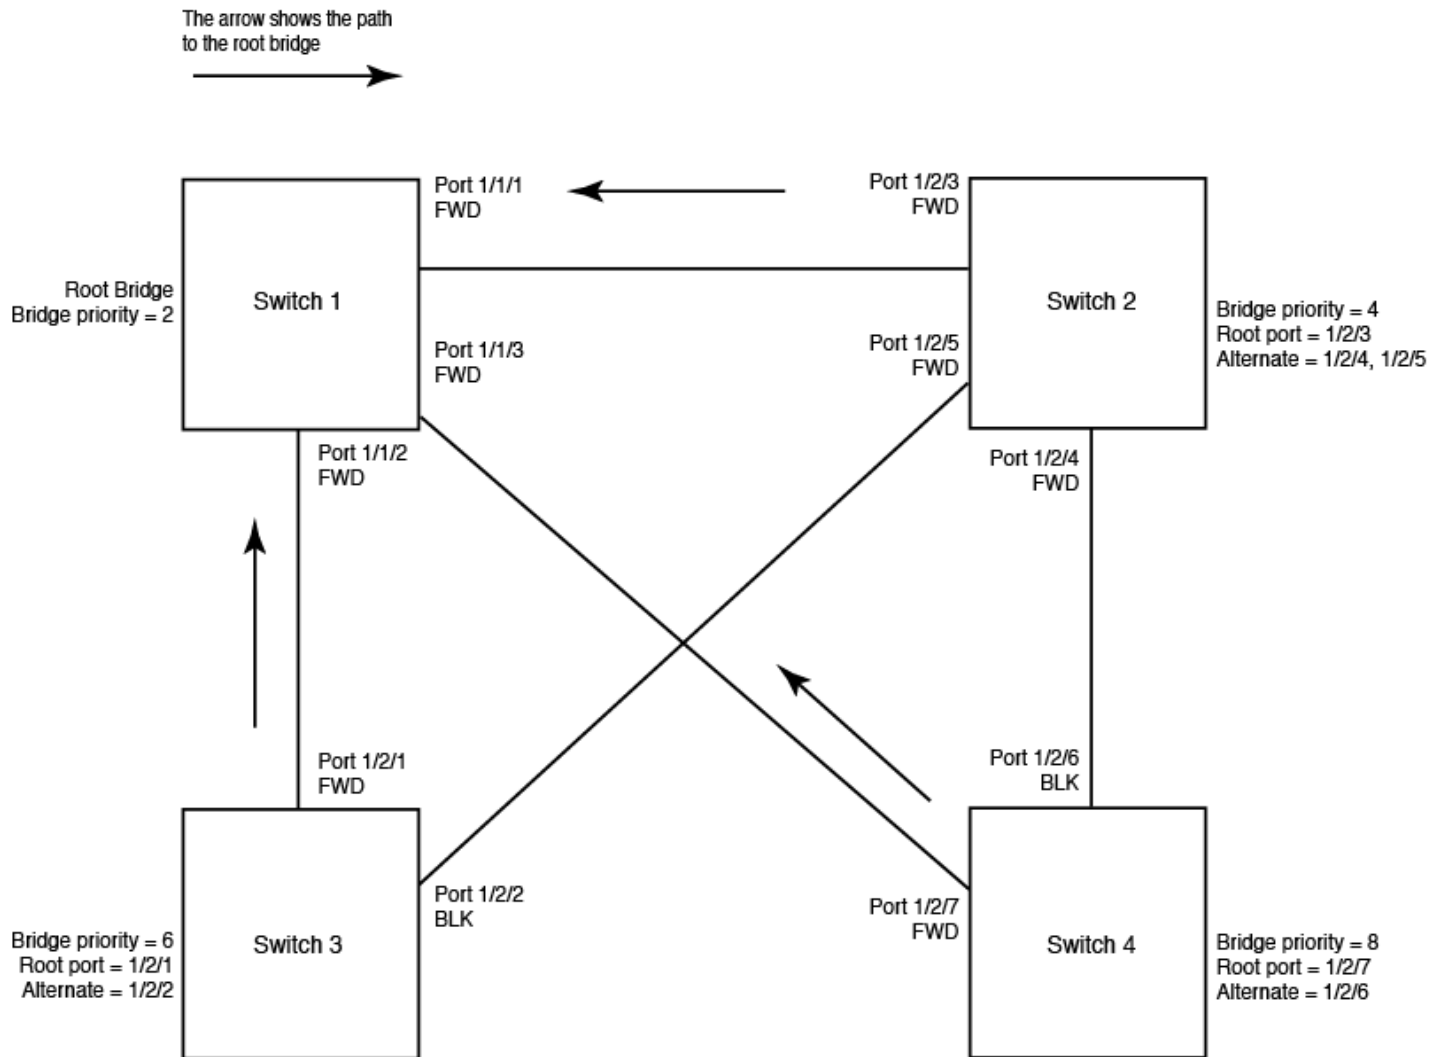 The arrow shows the path
to the root bridge
Port 1/1/1
FWD
Port 1/2/3
FWD
Root Bridge
Bridge priority = 2
Switch 1
Port 1/1/3
FWD
Port 1/1/2
FWD
Port 1/2/5
FWD
Switch 2
Bridge priority = 4
Root port = 1/2/3
Alternate = 1/2/4, 1/2/5
Port 1/2/4
FWD
Port 1/2/1
FWD
Port 1/2/6
BLK
Bridge priority = 6
Root port = 1/2/1
Alternate = 1/2/2
Switch 3
Port 1/2/2
BLK
Port 1/2/7
FWD
Switch 4
Bridge priority = 8
Root port = 1/2/7
Alternate = 1/2/6